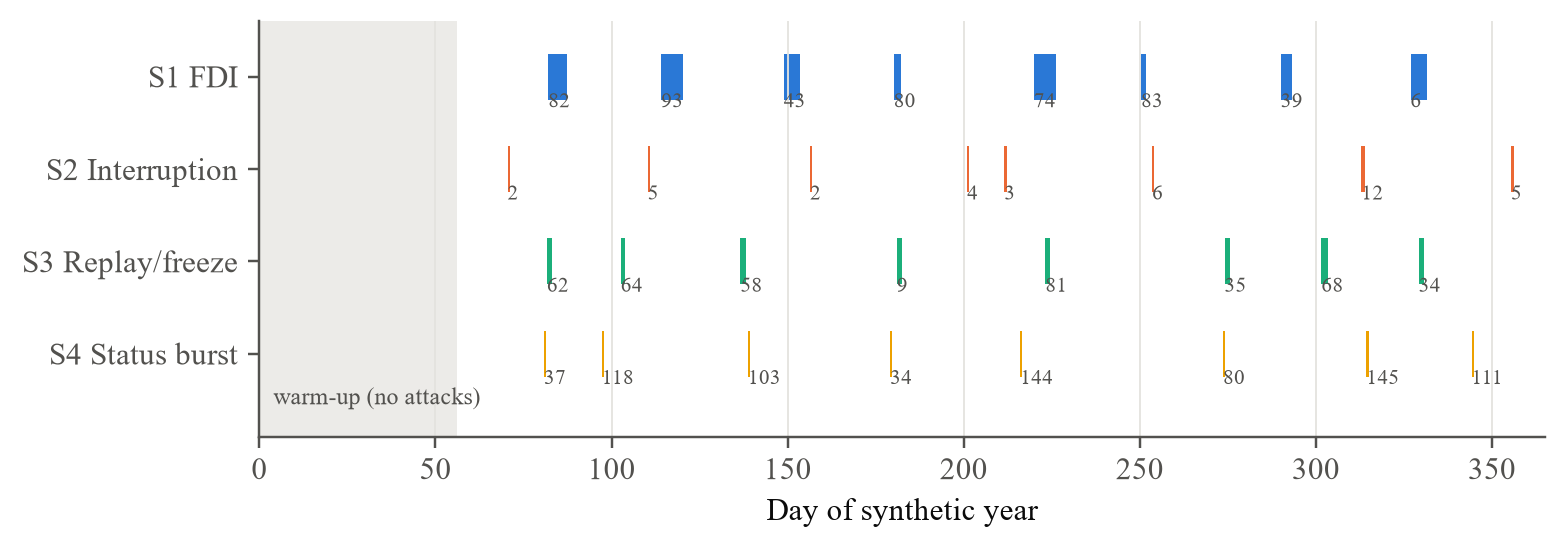 S1 FDI
82 93 43 80 74 83 39 6
S2 Interruption
2 5 2 4 3 6 12 5
S3 Replay/freeze
62 64 58 9 81 35 68 34
S4 Status burst
37 118 103 34 144 80 145 111
warm-up (no attacks)
0 50 100 150 200 250 300 350
Day of synthetic year